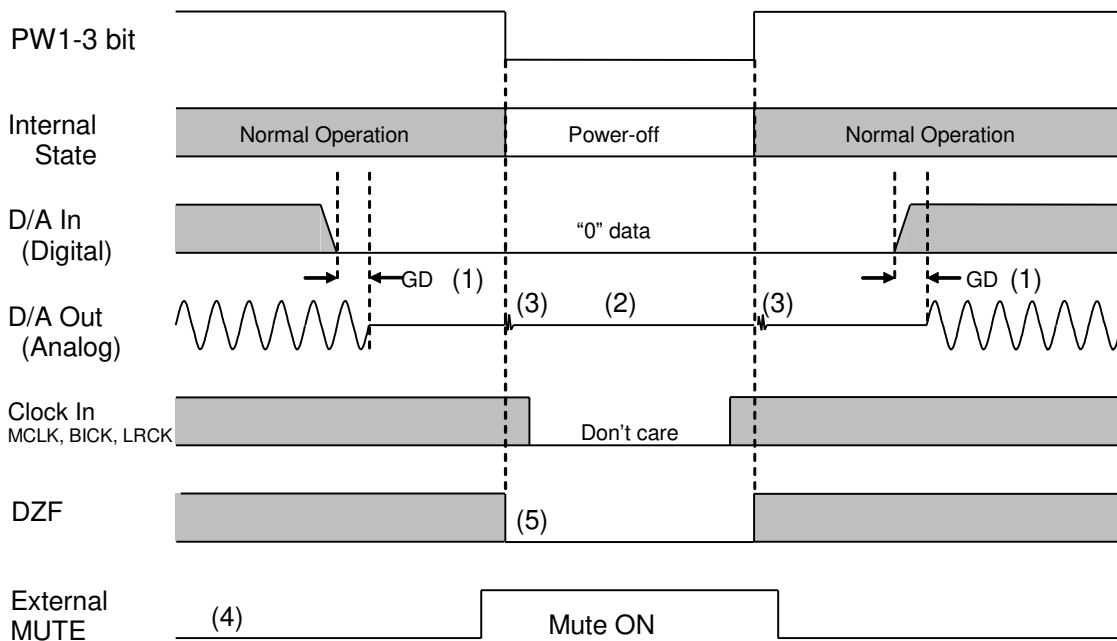 PW1-3 bit
Internal
State
Normal Operation
Power-off
Normal Operation
D/A In
(Digital)
“0” data
GD (1)
GD (1)
D/A Out
(Analog)
(3)
(2)
(3)
Clock In
MCLK, BICK, LRCK
Don’t care
DZF
(5)
External
MUTE
(4)
Mute ON